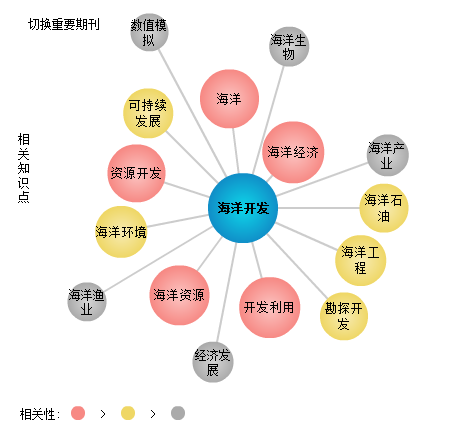 切换重要期刊
数值模
拟
海洋生
物
可持续
发展
海洋
海洋经济
相关知识点
资源开发
海洋产
业
海洋开发
海洋石
油
海洋环境
海洋工
程
海洋渔
业
海洋资源
开发利用
勘探开
发
经济发
展
相关性: > >